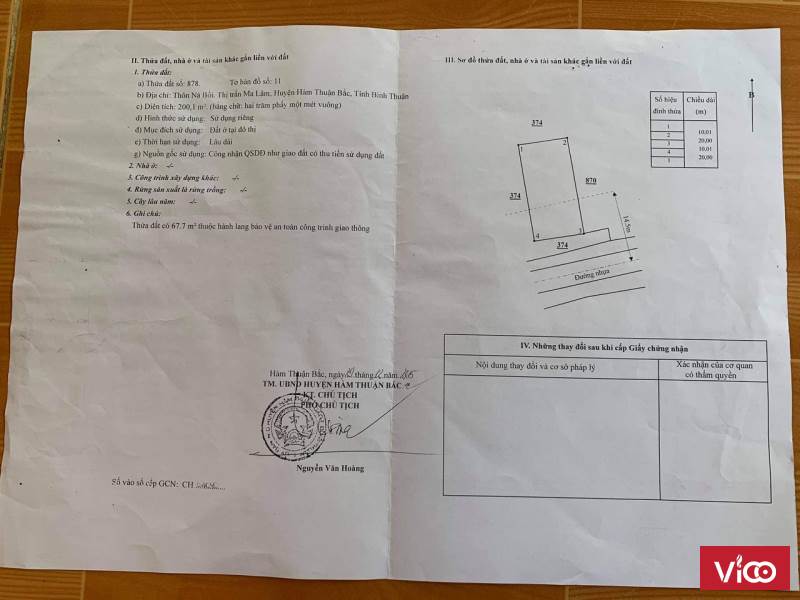 II. Thửa đất, nhà ở và tài sản khác gắn liền với đất
1. Thửa đất:
a) Thửa đất số: 878. Tờ bản đồ số: 11
b) Địa chỉ: Thôn Nà Bồi, Thị trấn Ma Lâm, Huyện Hàm Thuận Bắc, Tỉnh Bình Thuận
c) Diện tích: 200,1 m². (bằng chữ: hai trăm phẩy một mét vuông)
d) Hình thức sử dụng: Sử dụng riêng
đ) Mục đích sử dụng: Đất ở tại đô thị
e) Thời hạn sử dụng: Lâu dài
g) Nguồn gốc sử dụng: Công nhận QSDĐ như giao đất có thu tiền sử dụng đất
2. Nhà ở: -/-
3. Công trình xây dựng khác: -/-
4. Rừng sản xuất là rừng trồng: -/-
5. Cây lâu năm: -/-
6. Ghi chú:
Thửa đất có 67.7 m² thuộc hành lang bảo vệ an toàn công trình giao thông
Hàm Thuận Bắc, ngày tháng năm
TM. UBND HUYỆN HÀM THUẬN BẮC
KT. CHỦ TỊCH
PHÓ CHỦ TỊCH
Nguyễn Văn Hoàng
Số vào sổ cấp GCN: CH
III. Sơ đồ thửa đất, nhà ở và tài sản khác gắn liền với đất
B
Số hiệu đỉnh thửa Chiều dài (m)
1
2 10,01
3 20,00
4 10,01
1 20,00
374
1 2
374 870
4 3
374
14.5m
Đường nhựa
IV. Những thay đổi sau khi cấp Giấy chứng nhận
Nội dung thay đổi và cơ sở pháp lý
Xác nhận của cơ quan
có thẩm quyền
ViCO